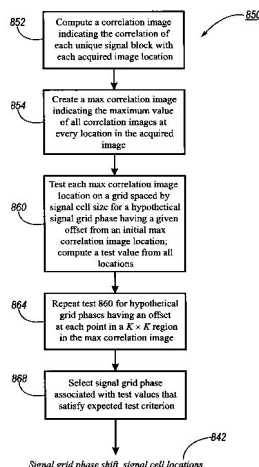 850
852
Compute a correlation image
indicating the correlation of
each unique signal block with
each acquired image location
854
Create a max correlation image
indicating the maximum value
of all correlation images at
every location in the acquired
image
860
Test each max correlation image
location on a grid spaced by
signal cell size for a hypothetical
signal grid phase having a given
offset from an initial max
correlation image location;
compute a test value from all
locations
864
Repeat test 860 for hypothetical
grid phases having an offset
at each point in a K × K region
in the max correlation image
868
Select signal grid phase
associated with test values that
satisfy expected test criterion
842
Signal grid phase shift, signal cell locations